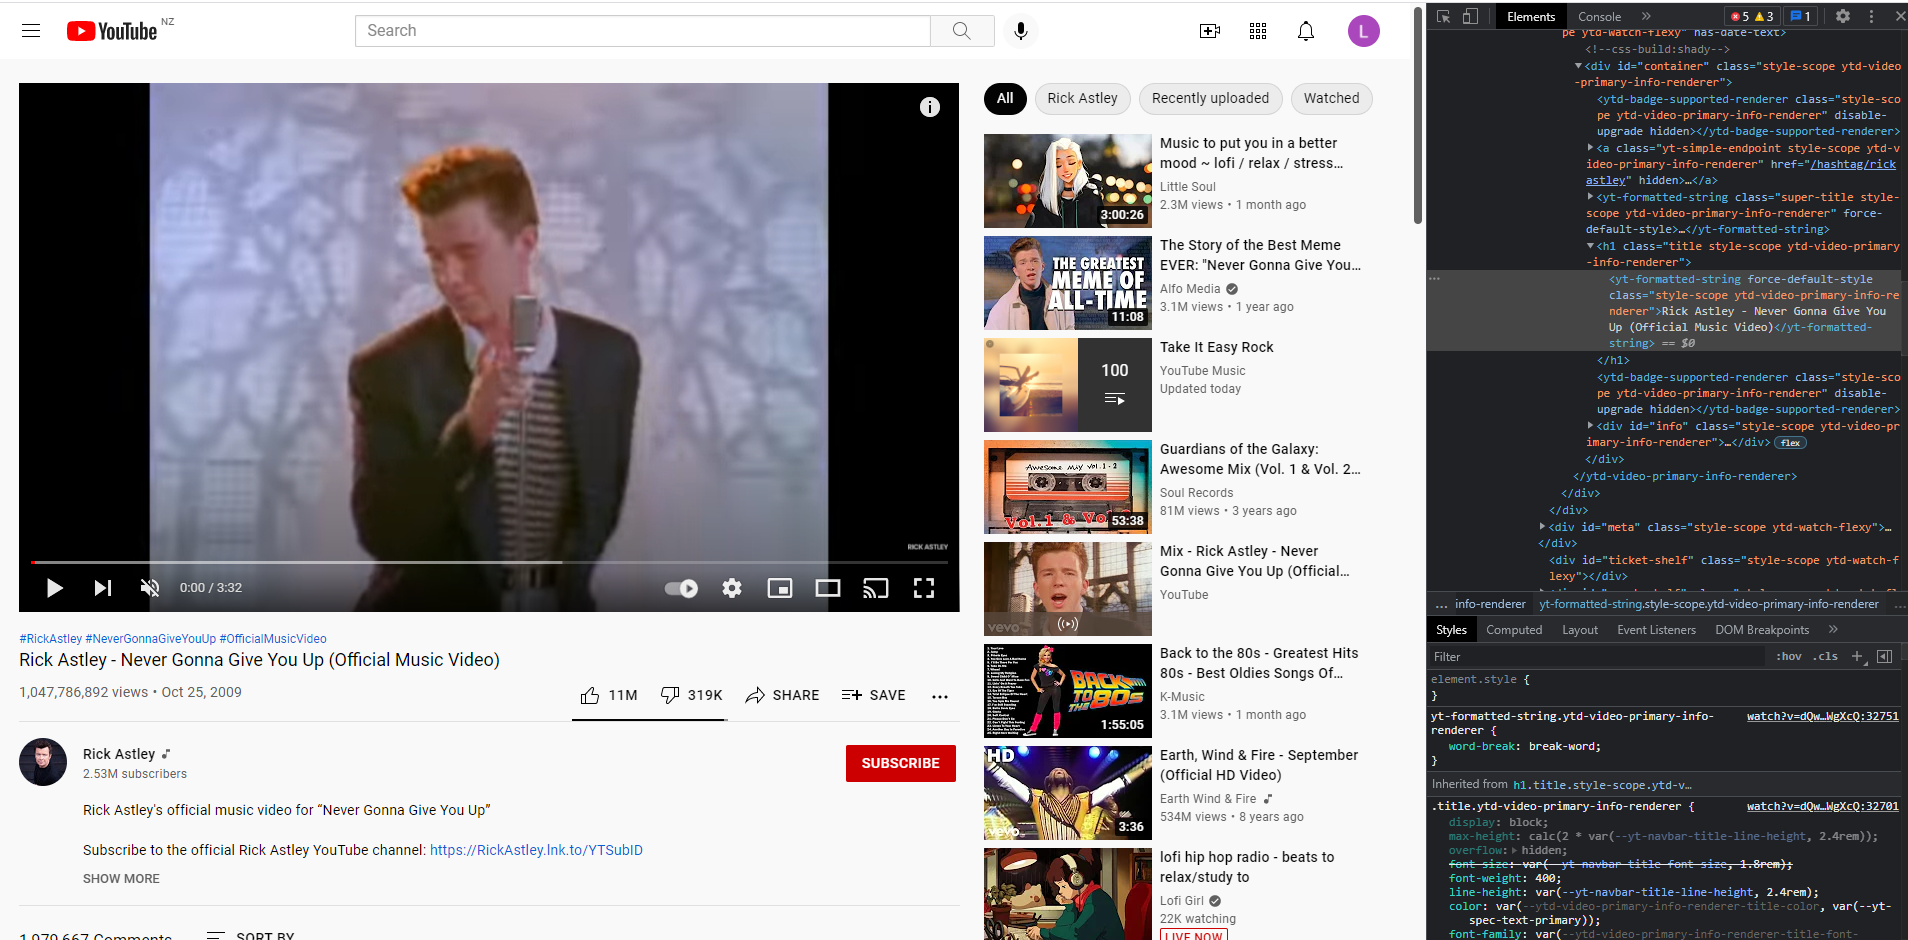 YouTube NZ
Search
L
RICK ASTLEY
0:00 / 3:32
#RickAstley #NeverGonnaGiveYouUp #OfficialMusicVideo
Rick Astley - Never Gonna Give You Up (Official Music Video)
1,047,786,892 views • Oct 25, 2009
11M
319K
SHARE
SAVE
Rick Astley
2.53M subscribers
SUBSCRIBE
Rick Astley's official music video for “Never Gonna Give You Up”
Subscribe to the official Rick Astley YouTube channel: https://RickAstley.lnk.to/YTSubID
SHOW MORE
1,979,667 Comments
SORT BY
All
Rick Astley
Recently uploaded
Watched
3:00:26
Music to put you in a better
mood ~ lofi / relax / stress...
Little Soul
2.3M views • 1 month ago
THE GREATEST
MEME OF
ALL-TIME
11:08
The Story of the Best Meme
EVER: "Never Gonna Give You...
Alfo Media
3.1M views • 1 year ago
100
Take It Easy Rock
YouTube Music
Updated today
Awesome Mix Vol. 1 • 2
Vol.1 & Vo
53:38
Guardians of the Galaxy:
Awesome Mix (Vol. 1 & Vol. 2...
Soul Records
81M views • 3 years ago
vevo
Mix - Rick Astley - Never
Gonna Give You Up (Official...
YouTube
BACK
TO THE 80s
1:55:05
Back to the 80s - Greatest Hits
80s - Best Oldies Songs Of...
K-Music
3.1M views • 1 month ago
HD
vevo
3:36
Earth, Wind & Fire - September
(Official HD Video)
Earth Wind & Fire
534M views • 8 years ago
lofi hip hop radio - beats to
relax/study to
Lofi Girl
22K watching
LIVE NOW
Elements
Console
5
3
1
pe ytd-watch-flexy" has-date-text>
<!--css-build:shady-->
<div id="container" class="style-scope ytd-video
-primary-info-renderer">
<ytd-badge-supported-renderer class="style-sco
pe ytd-video-primary-info-renderer" disable-
upgrade hidden></ytd-badge-supported-renderer>
<a class="yt-simple-endpoint style-scope ytd-v
ideo-primary-info-renderer" href="/hashtag/rick
astley" hidden>…</a>
<yt-formatted-string class="super-title style-
scope ytd-video-primary-info-renderer" force-
default-style>…</yt-formatted-string>
<h1 class="title style-scope ytd-video-primary
-info-renderer">
<yt-formatted-string force-default-style
class="style-scope ytd-video-primary-info-re
nderer">Rick Astley - Never Gonna Give You
Up (Official Music Video)</yt-formatted-
string> == $0
</h1>
<ytd-badge-supported-renderer class="style-sco
pe ytd-video-primary-info-renderer" disable-
upgrade hidden></ytd-badge-supported-renderer>
<div id="info" class="style-scope ytd-video-pr
imary-info-renderer">…</div> flex
</div>
</ytd-video-primary-info-renderer>
</div>
</div>
<div id="meta" class="style-scope ytd-watch-flexy">…
</div>
<div id="ticket-shelf" class="style-scope ytd-watch-f
lexy"></div>
... info-renderer yt-formatted-string.style-scope.ytd-video-primary-info-renderer ...
Styles
Computed
Layout
Event Listeners
DOM Breakpoints
Filter
:hov .cls +
element.style {
}
yt-formatted-string.ytd-video-primary-info-
renderer {
watch?v=dQw…WgXcQ:32751
word-break: break-word;
}
Inherited from h1.title.style-scope.ytd-v…
.title.ytd-video-primary-info-renderer {
watch?v=dQw…WgXcQ:32701
display: block;
max-height: calc(2 * var(--yt-navbar-title-line-height, 2.4rem));
overflow: hidden;
font-size: var(--yt-navbar-title-font-size, 1.8rem);
font-weight: 400;
line-height: var(--yt-navbar-title-line-height, 2.4rem);
color: var(--ytd-video-primary-info-renderer-title-color, var(--yt-
spec-text-primary));
font-family: var(--ytd-video-primary-info-renderer-title-font-